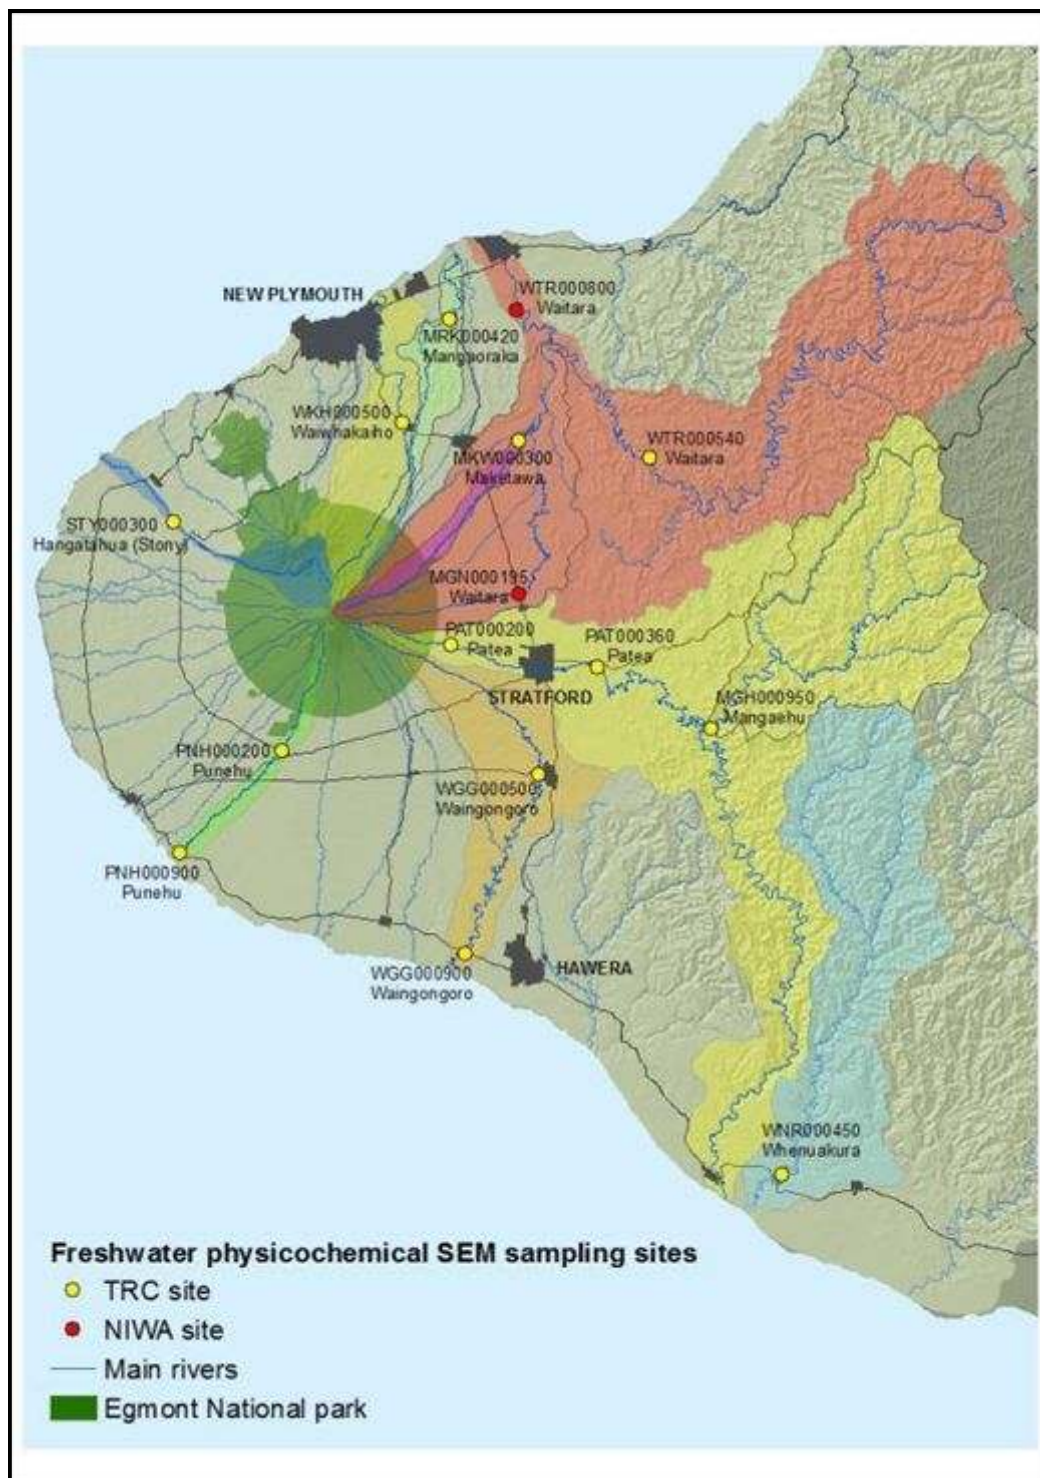 WTR000800
Waitara
NEW PLYMOUTH
MRK000420
Mangaoraka
WKH000500
Waiwhakaiho
MKW000300
Maketawa
WTR000540
Waitara
STY000300
Hangatahua (Stony)
MGN000195
Waitara
PAT000200
Patea
PAT000360
Patea
STRATFORD
MGH000950
Mangaehu
PNH000200
Punehu
WGG000500
Waingongoro
PNH000900
Punehu
WGG000900
Waingongoro
HAWERA
WNR000450
Whenuakura
Freshwater physicochemical SEM sampling sites
TRC site
NIWA site
Main rivers
Egmont National park